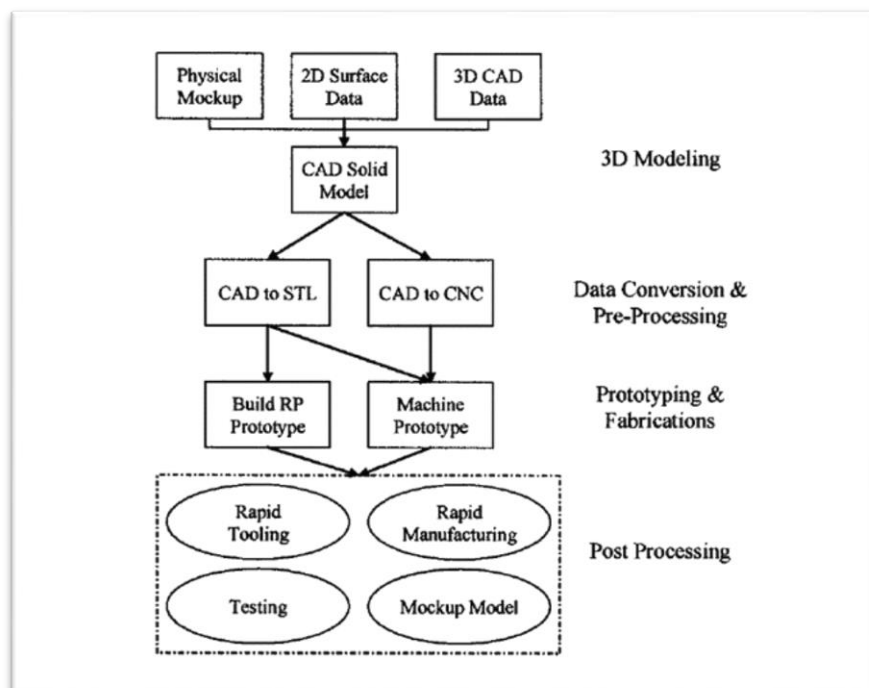 Physical
Mockup
2D Surface
Data
3D CAD
Data
3D Modeling
CAD Solid
Model
CAD to STL
CAD to CNC
Data Conversion &
Pre-Processing
Build RP
Prototype
Machine
Prototype
Prototyping &
Fabrications
Rapid
Tooling
Rapid
Manufacturing
Post Processing
Testing
Mockup Model